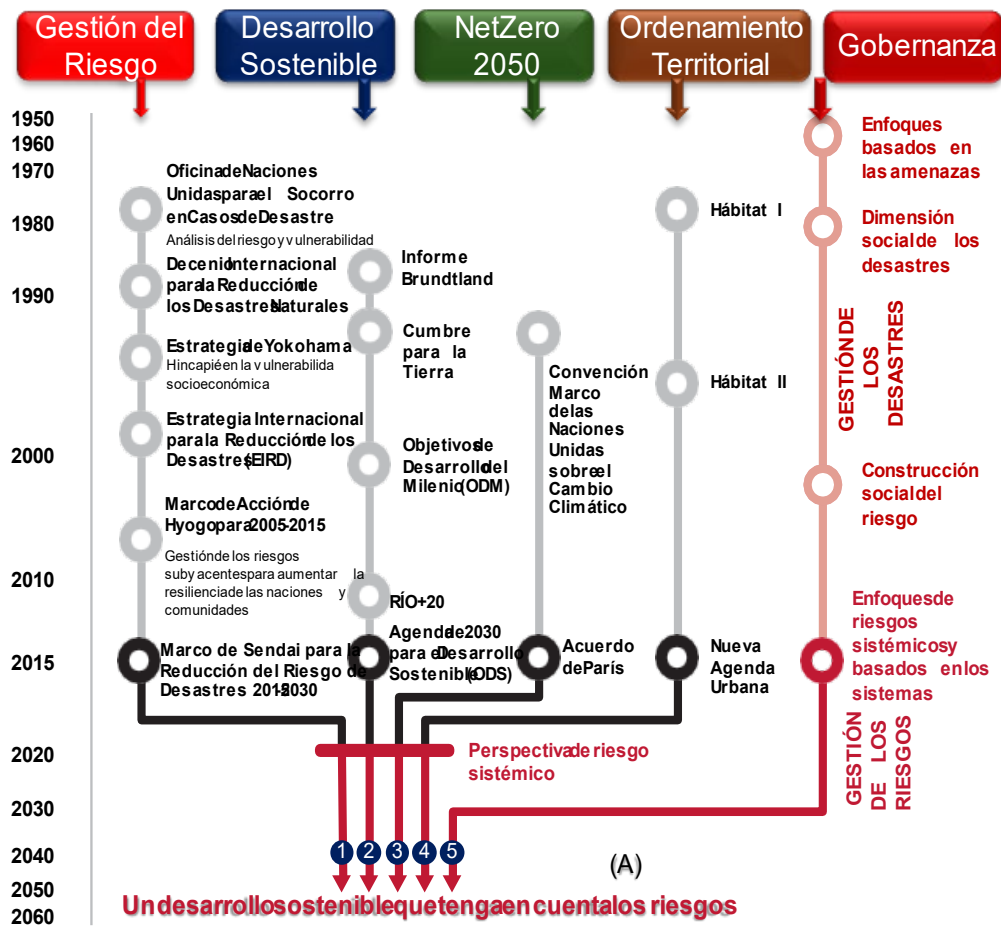 Gestión del
Riesgo
Desarrollo
Sostenible
NetZero
2050
Ordenamiento
Territorial
Gobernanza
1950
1960
1970
1980
1990
2000
2010
2015
2020
2030
2040
2050
2060
Oficina de Naciones
Unidas para el Socorro
en Casos de Desastre
Análisis del riesgo y v ulnerabilidad
Decenio Internacional
para la Reducción de
los Desastres Naturales
Estrategia de Yokohama
Hincapié en la v ulnerabilida
socioeconómica
Estrategia Internacional
para la Reducción de los
Desastres (EIRD)
Marco de Acción de
Hyogo para 2005-2015
Gestión de los riesgos
suby acentes para aumentar la
resiliencia de las naciones y
comunidades
Marco de Sendai para la
Reducción del Riesgo de
Desastres 2015-2030
Informe
Brundtland
Cumbre
para la
Tierra
Objetivos de
Desarrollo del
Milenio (ODM)
RÍO+20
Agenda de 2030
para el Desarrollo
Sostenible (ODS)
Convención
Marco
de las
Naciones
Unidas
sobre el
Cambio
Climático
Acuerdo
de París
Hábitat I
Hábitat II
Nueva
Agenda
Urbana
Enfoques
basados en
las amenazas
Dimensión
social de los
desastres
GESTIÓN DE
LOS
DESASTRES
Construcción
social del
riesgo
Enfoques de
riesgos
sistémicos y
basados en los
sistemas
GESTIÓN
DE LOS
RIESGOS
Perspectiva de riesgo
sistémico
1 2 3 4 5
(A)
Un desarrollo sostenible que tenga en cuenta los riesgos